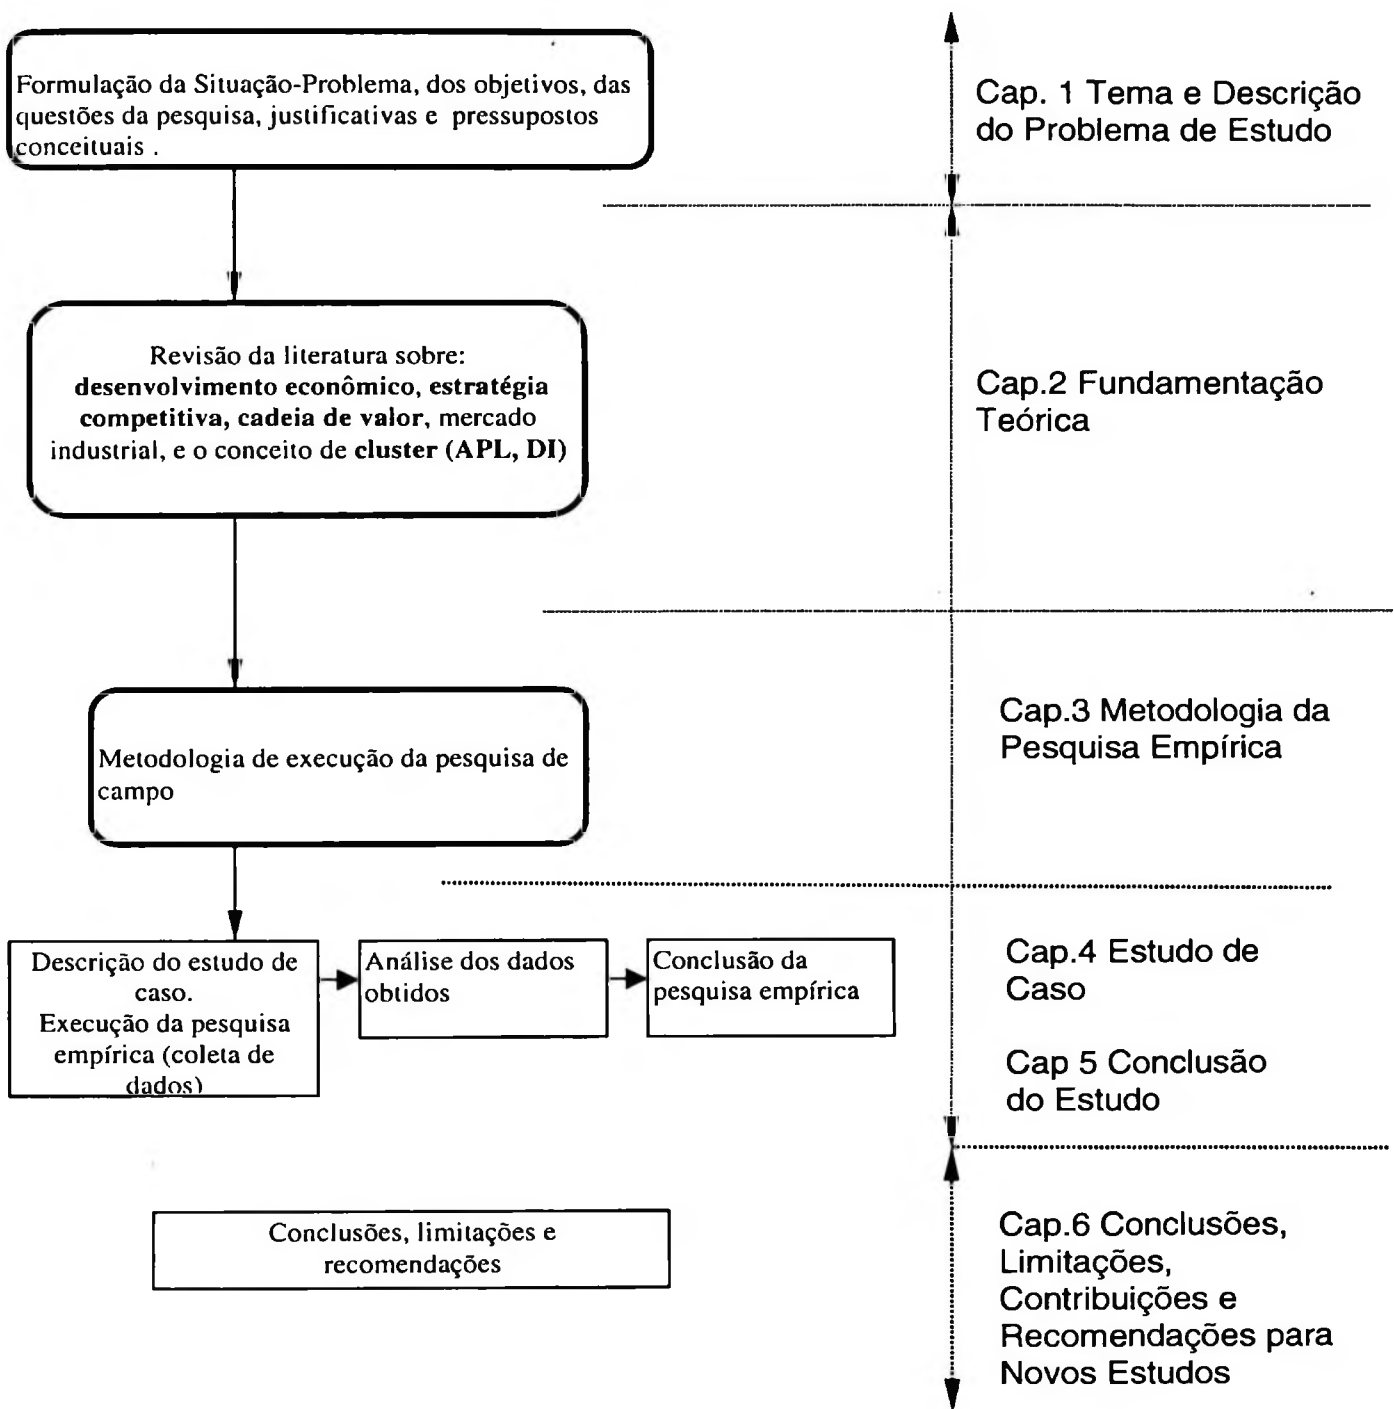 Formulação da Situação-Problema, dos objetivos, das
questões da pesquisa, justificativas e pressupostos
conceituais .
Cap. 1 Tema e Descrição
do Problema de Estudo
Revisão da literatura sobre:
desenvolvimento econômico, estratégia
competitiva, cadeia de valor, mercado
industrial, e o conceito de cluster (APL, DI)
Cap.2 Fundamentação
Teórica
Metodologia de execução da pesquisa de
campo
Cap.3 Metodologia da
Pesquisa Empírica
Descrição do estudo de
caso.
Execução da pesquisa
empírica (coleta de
dados)
Análise dos dados
obtidos
Conclusão da
pesquisa empírica
Cap.4 Estudo de
Caso
Cap 5 Conclusão
do Estudo
Conclusões, limitações e
recomendações
Cap.6 Conclusões,
Limitações,
Contribuições e
Recomendações para
Novos Estudos